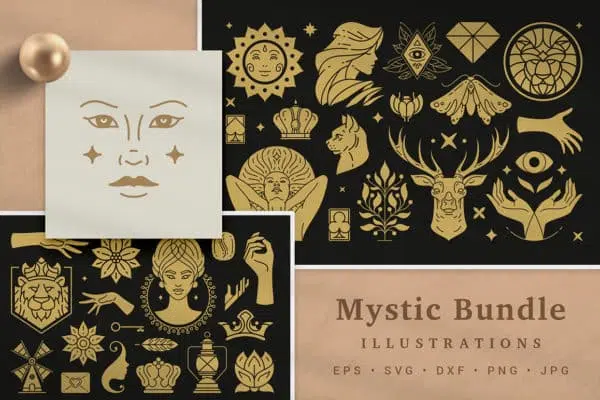 Mystic Bundle
ILLUSTRATIONS
EPS • SVG • DXF • PNG • JPG